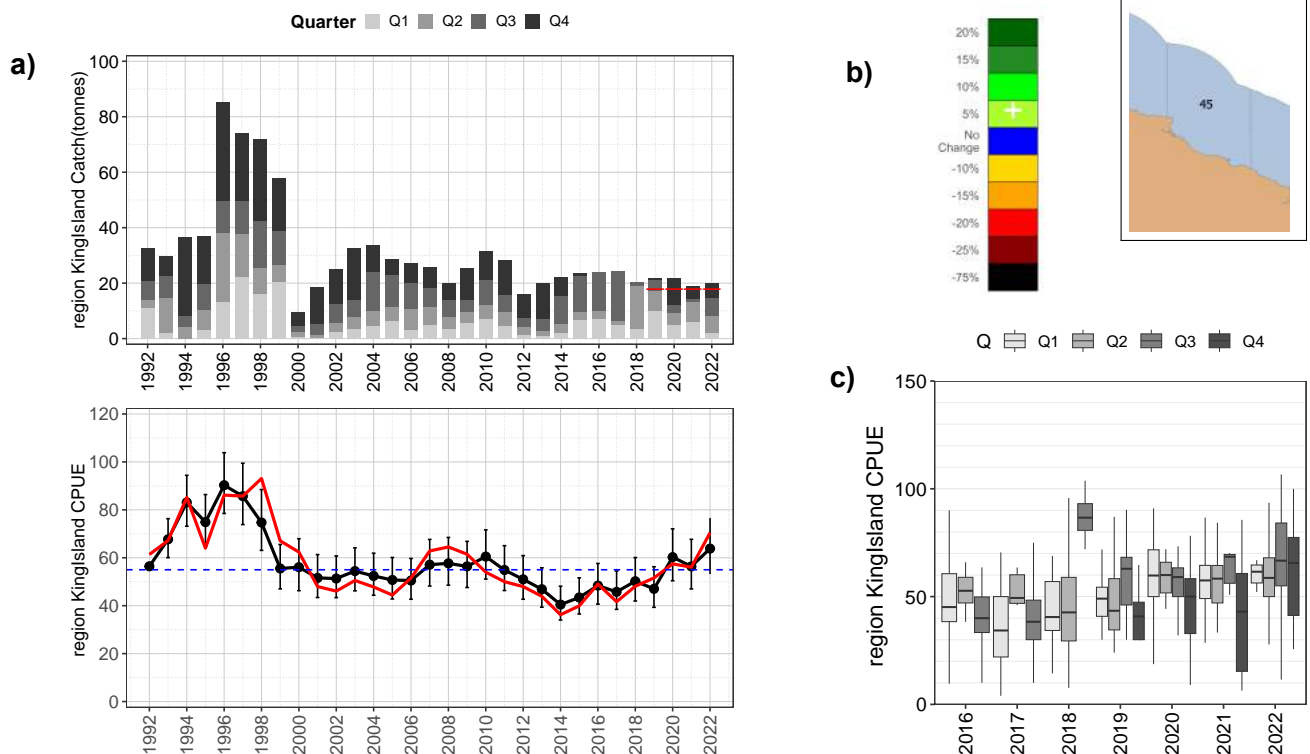 Quarter Q1 Q2 Q3 Q4
a)
region KingIsland Catch(tonnes)
100
80
60
40
20
0
1992 1994 1996 1998 2000 2002 2004 2006 2008 2010 2012 2014 2016 2018 2020 2022
region KingIsland CPUE
120
100
80
60
40
20
0
1992 1994 1996 1998 2000 2002 2004 2006 2008 2010 2012 2014 2016 2018 2020 2022
b)
20%
15%
10%
5%
No
Change
-10%
-15%
-20%
-25%
-75%
45
Q Q1 Q2 Q3 Q4
c)
region KingIsland CPUE
150
100
50
0
2016 2017 2018 2019 2020 2021 2022